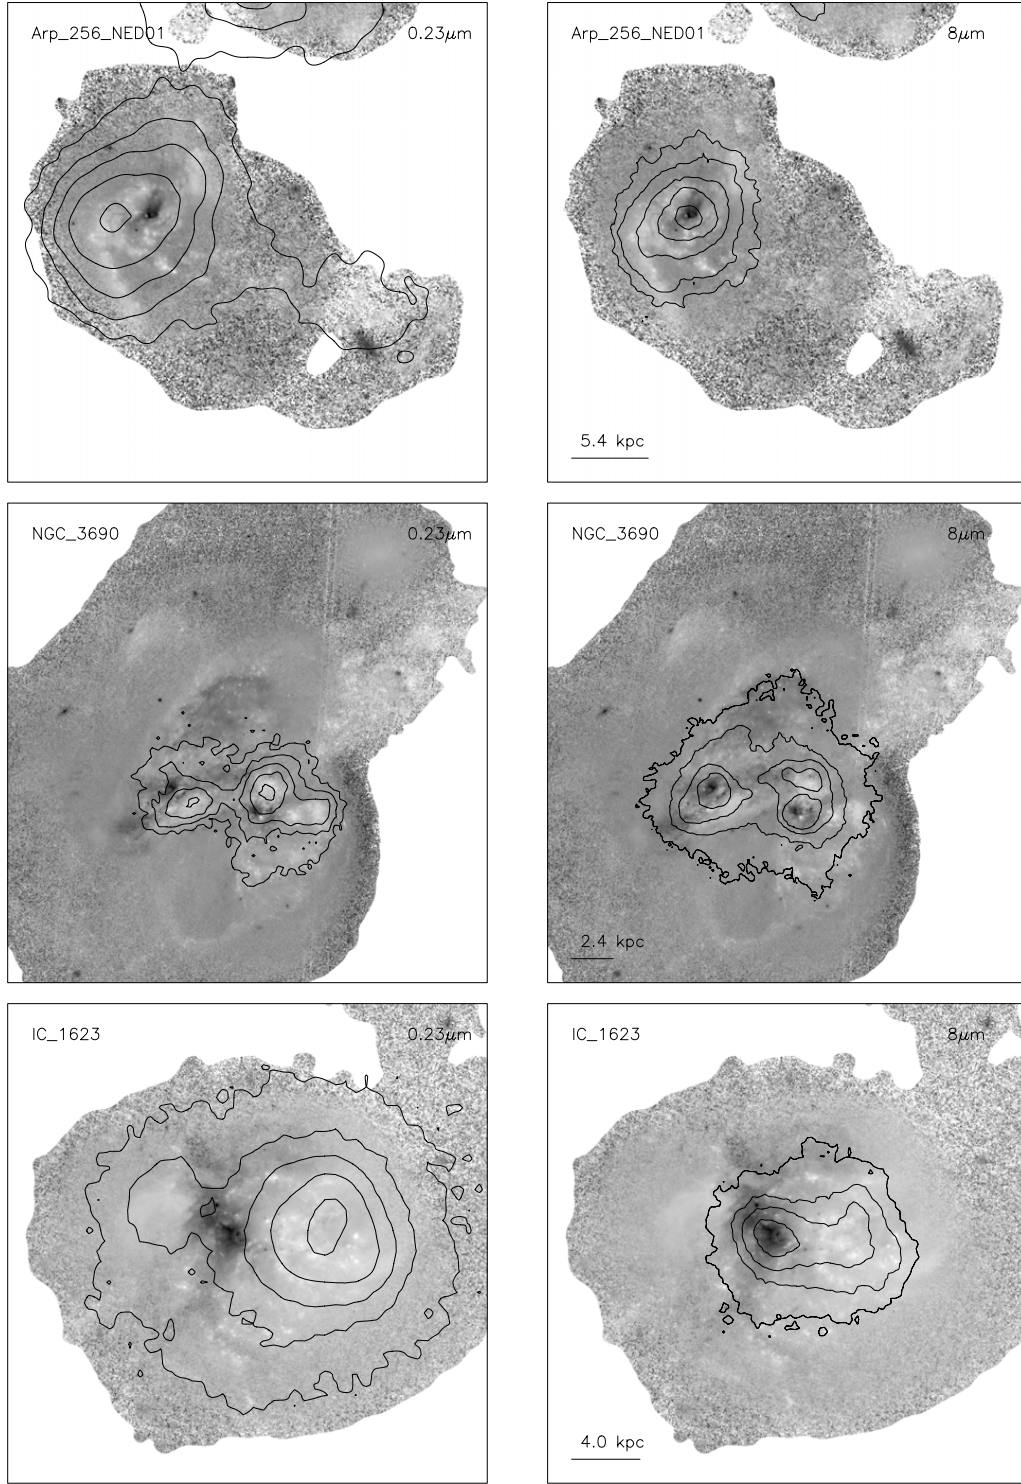 Arp_256_NED01 0.23μm
Arp_256_NED01 8μm
5.4 kpc
NGC_3690 0.23μm
NGC_3690 8μm
2.4 kpc
IC_1623 0.23μm
IC_1623 8μm
4.0 kpc